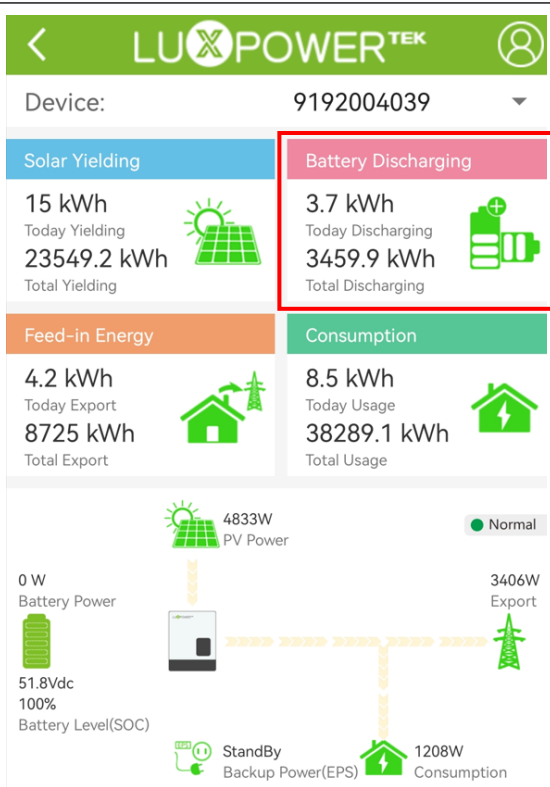 LUXPOWERTEK
Device: 9192004039
Solar Yielding
15 kWh
Today Yielding
23549.2 kWh
Total Yielding
Battery Discharging
3.7 kWh
Today Discharging
3459.9 kWh
Total Discharging
Feed-in Energy
4.2 kWh
Today Export
8725 kWh
Total Export
Consumption
8.5 kWh
Today Usage
38289.1 kWh
Total Usage
4833W
PV Power
Normal
0 W
Battery Power
3406W
Export
51.8Vdc
100%
Battery Level(SOC)
EPS
StandBy
Backup Power(EPS)
1208W
Consumption